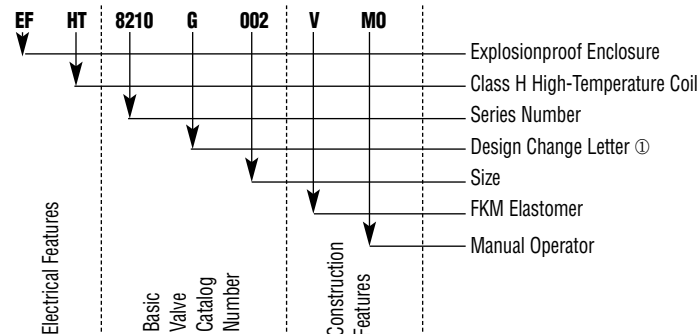 EF HT 8210 G 002 V MO
Explosionproof Enclosure
Class H High-Temperature Coil
Series Number
Design Change Letter ①
Size
FKM Elastomer
Manual Operator
Electrical Features
Basic
Valve
Catalog
Number
Construction
Features